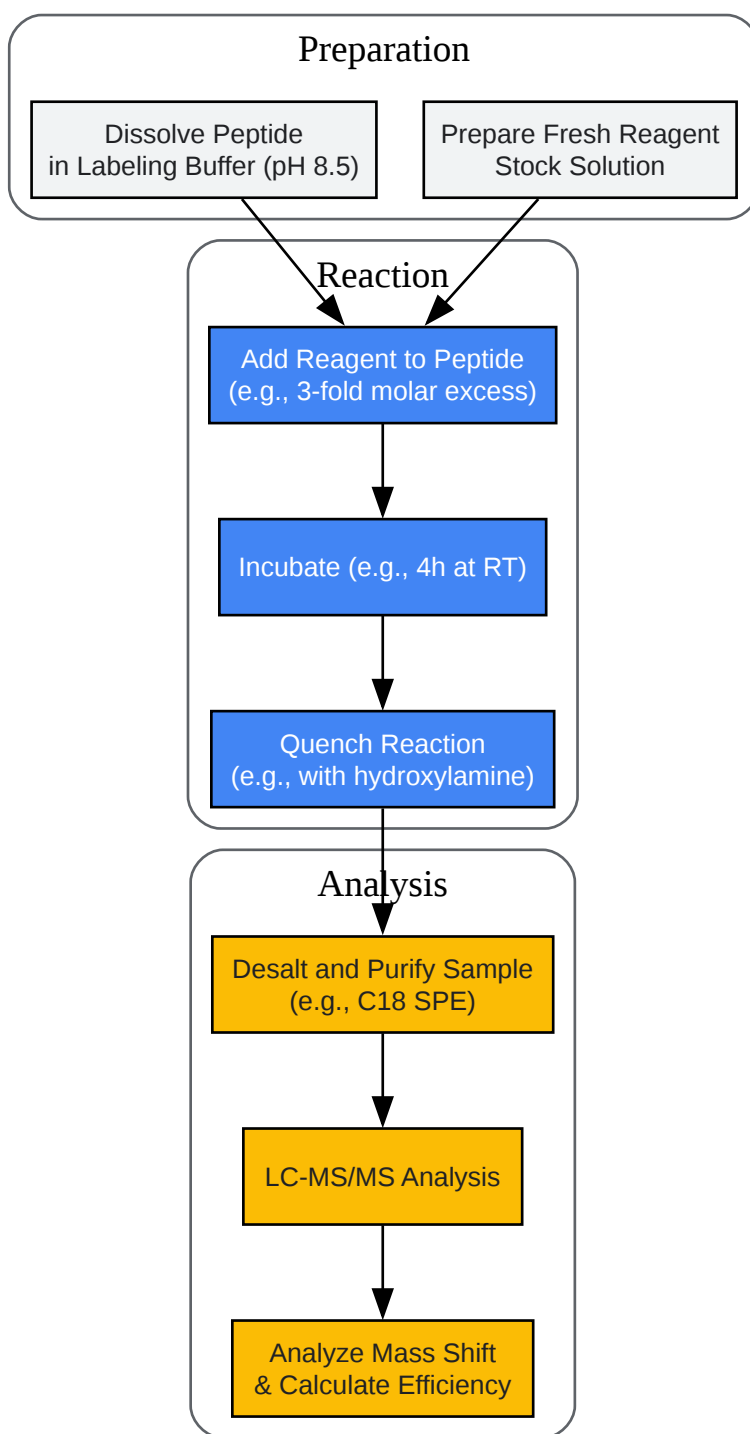 Preparation
Dissolve Peptide
in Labeling Buffer (pH 8.5)
Prepare Fresh Reagent
Stock Solution
Reaction
Add Reagent to Peptide
(e.g., 3-fold molar excess)
Incubate (e.g., 4h at RT)
Quench Reaction
(e.g., with hydroxylamine)
Analysis
Desalt and Purify Sample
(e.g., C18 SPE)
LC-MS/MS Analysis
Analyze Mass Shift
& Calculate Efficiency